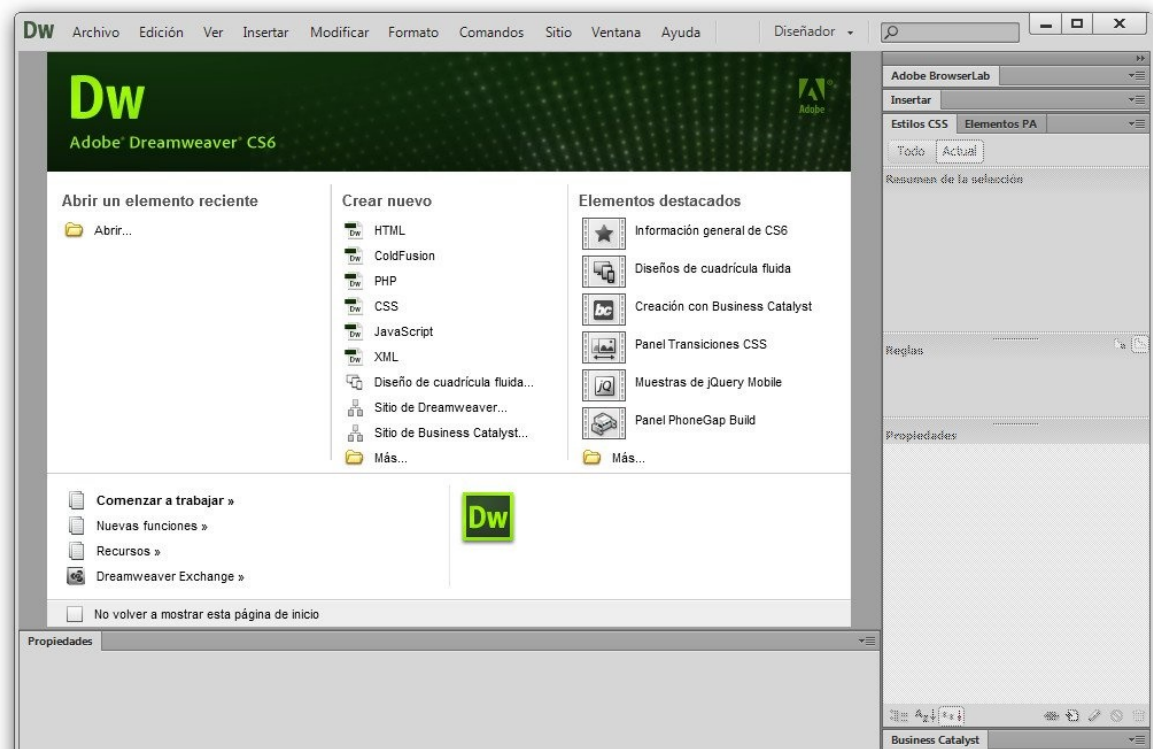 Dw Archivo Edición Ver Insertar Modificar Formato Comandos Sitio Ventana Ayuda Diseñador
Dw
Adobe® Dreamweaver® CS6
Adobe
Abrir un elemento reciente
Abrir...
Crear nuevo
HTML
ColdFusion
PHP
CSS
JavaScript
XML
Diseño de cuadrícula fluida...
Sitio de Dreamweaver...
Sitio de Business Catalyst...
Más...
Elementos destacados
Información general de CS6
Diseños de cuadrícula fluida
bc Creación con Business Catalyst
Panel Transiciones CSS
jQ Muestras de jQuery Mobile
Panel PhoneGap Build
Más...
Comenzar a trabajar »
Nuevas funciones »
Recursos »
Dreamweaver Exchange »
Dw
No volver a mostrar esta página de inicio
Propiedades
Adobe BrowserLab
Insertar
Estilos CSS Elementos PA
Todo Actual
Resumen de la selección
Reglas
Propiedades
Business Catalyst